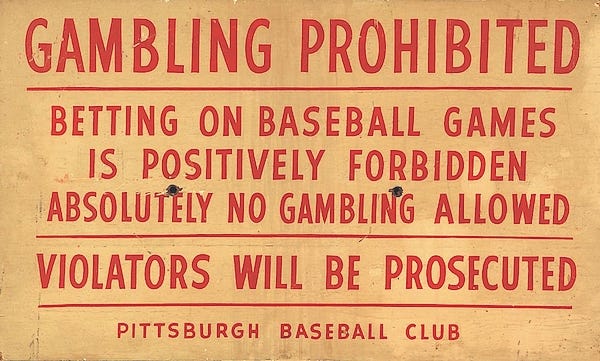 GAMBLING PROHIBITED
BETTING ON BASEBALL GAMES
IS POSITIVELY FORBIDDEN
ABSOLUTELY NO GAMBLING ALLOWED
VIOLATORS WILL BE PROSECUTED
PITTSBURGH BASEBALL CLUB